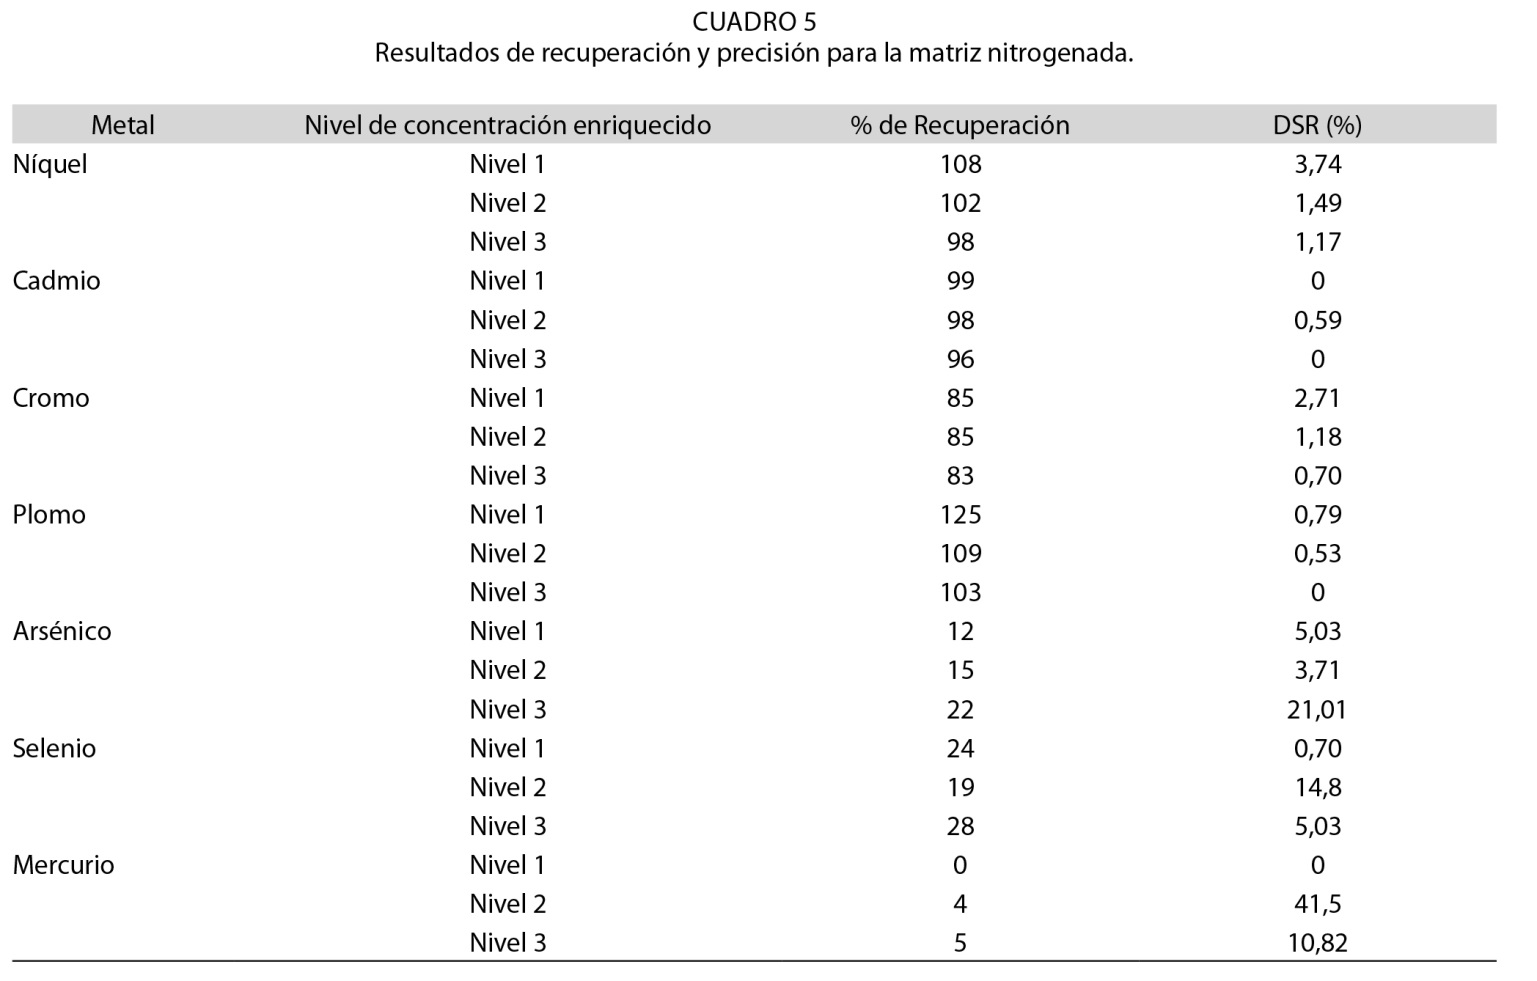 CUADRO 5
Resultados de recuperación y precisión para la matriz nitrogenada.
Metal Nivel de concentración enriquecido % de Recuperación DSR (%)
Níquel Nivel 1 108 3,74
Nivel 2 102 1,49
Nivel 3 98 1,17
Cadmio Nivel 1 99 0
Nivel 2 98 0,59
Nivel 3 96 0
Cromo Nivel 1 85 2,71
Nivel 2 85 1,18
Nivel 3 83 0,70
Plomo Nivel 1 125 0,79
Nivel 2 109 0,53
Nivel 3 103 0
Arsénico Nivel 1 12 5,03
Nivel 2 15 3,71
Nivel 3 22 21,01
Selenio Nivel 1 24 0,70
Nivel 2 19 14,8
Nivel 3 28 5,03
Mercurio Nivel 1 0 0
Nivel 2 4 41,5
Nivel 3 5 10,82